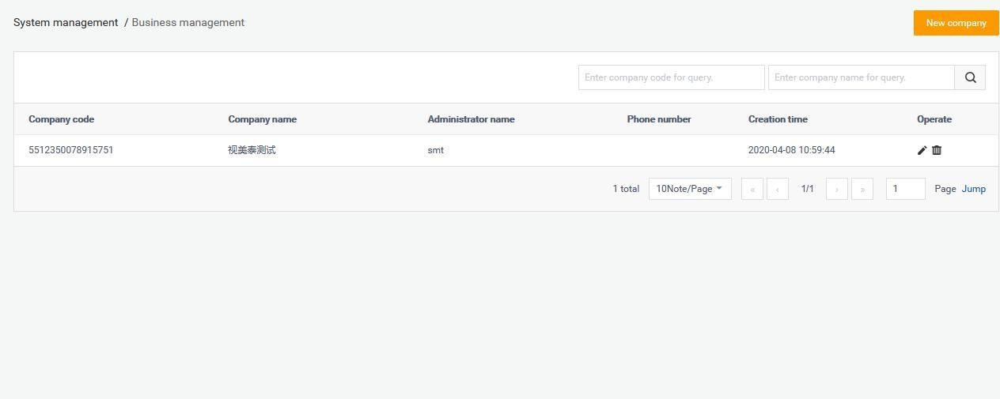 System management / Business management
New company
Enter company code for query. Enter company name for query.
Company code Company name Administrator name Phone number Creation time Operate
5512350078915751 视美泰测试 smt 2020-04-08 10:59:44
1 total 10Note/Page « ‹ 1/1 › » 1 Page Jump